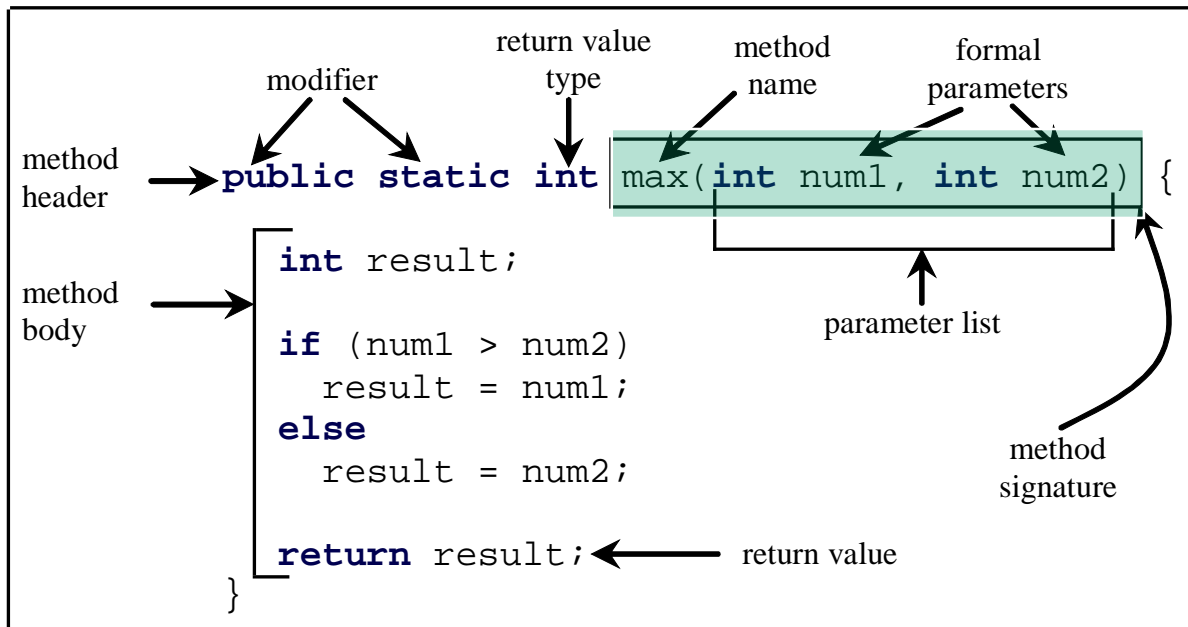 return value
type
method
name
formal
parameters
modifier
method
header
public static int max(int num1, int num2) {
int result;
method
body
parameter list
if (num1 > num2)
result = num1;
else
result = num2;
method
signature
return result;
return value
}